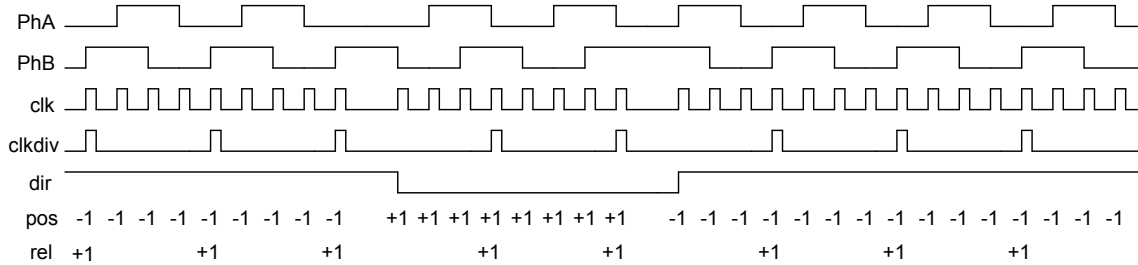 PhA
PhB
clk
clkdiv
dir
pos -1 -1 -1 -1 -1 -1 -1 -1 -1 +1 +1 +1 +1 +1 +1 +1 +1 -1 -1 -1 -1 -1 -1 -1 -1 -1 -1 -1 -1 -1 -1 -1
rel +1 +1 +1 +1 +1 +1 +1 +1